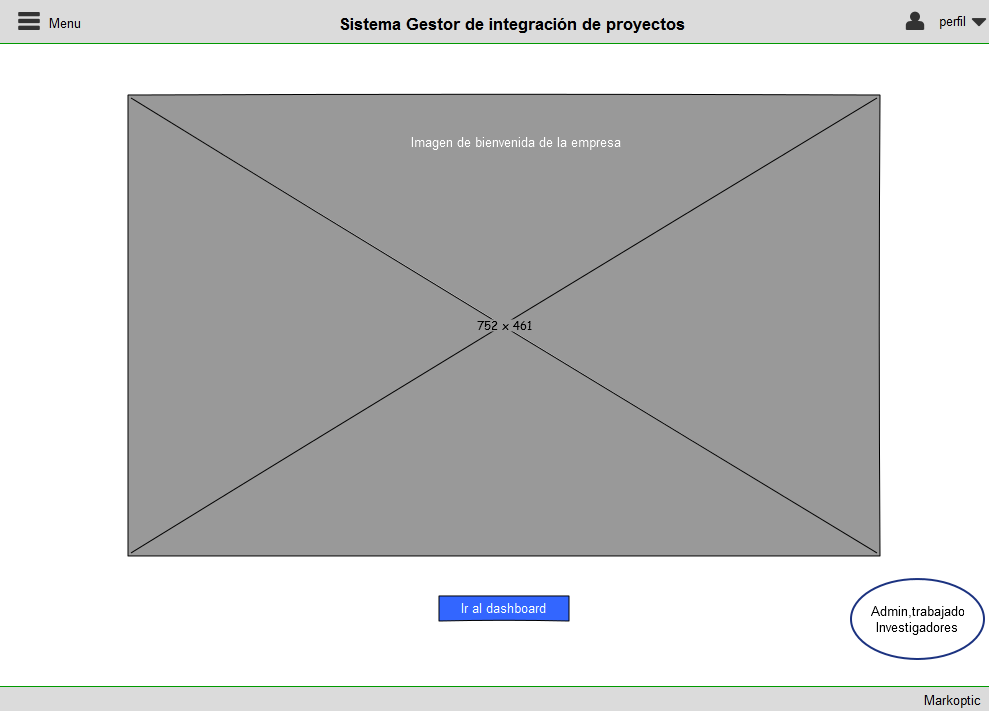 Menu
Sistema Gestor de integración de proyectos
perfil
Imagen de bienvenida de la empresa
752 x 461
Ir al dashboard
Admin,trabajado
Investigadores
Markoptic